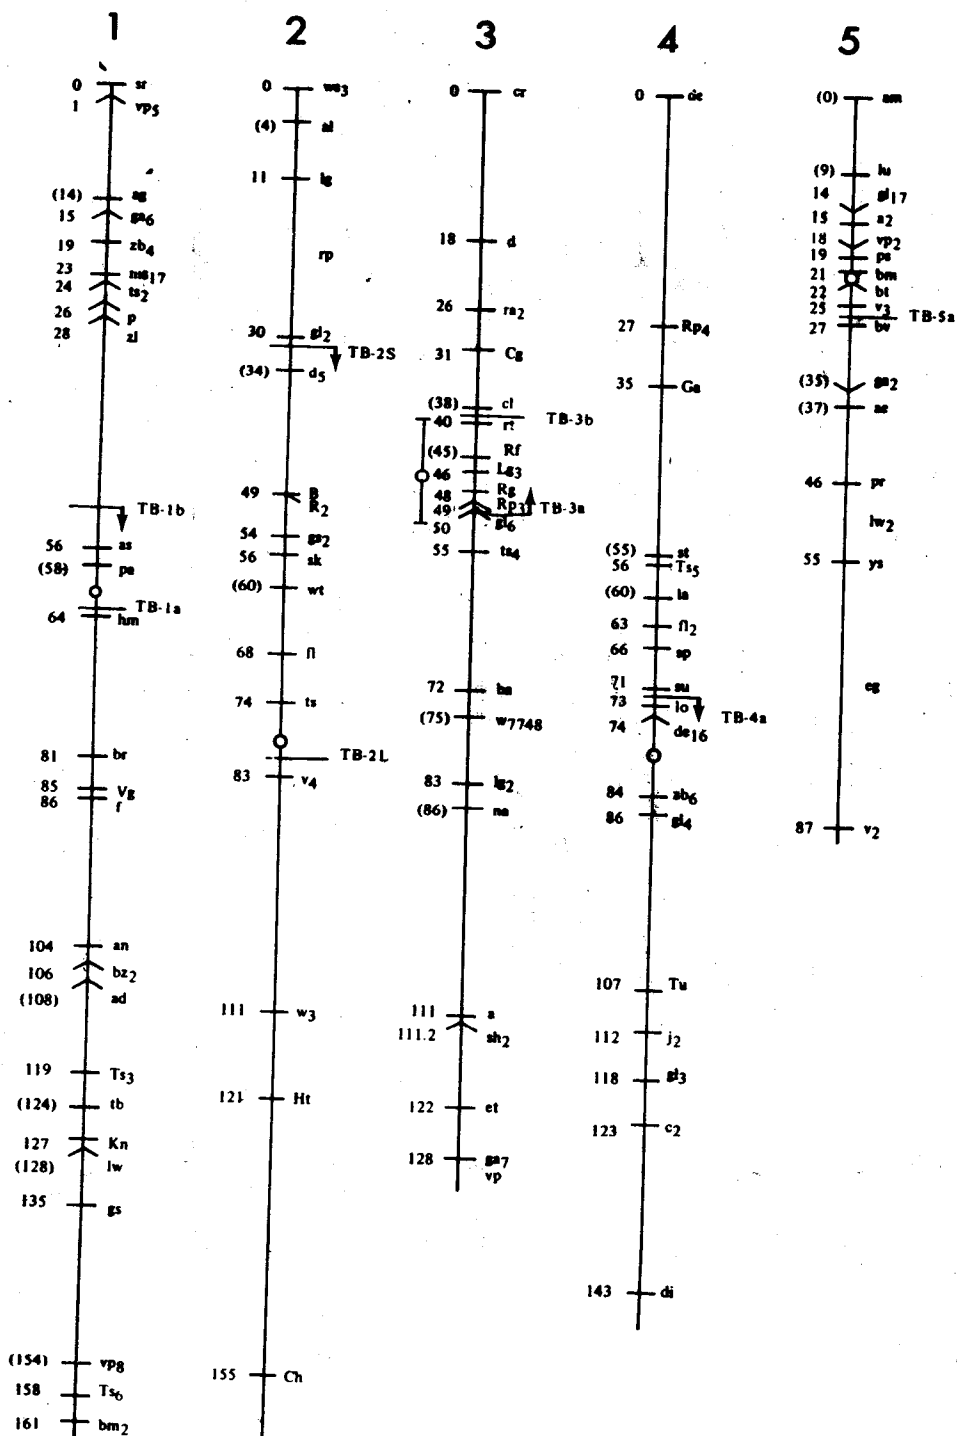 1
0 sr
1 vp5
(14) ag
15 ga6
19 zb4
23 ms17
24 ts2
26 p
28 zl
TB-1b
56 as
(58) pe
TB-1a
64 hm
81 br
85 Vg
86 f
104 an
106 bz2
(108) ad
119 Ts3
(124) tb
127 Kn
(128) lw
135 gs
(154) vp8
158 Ts6
161 bm2
2
0 ws3
(4) al
11 lg
rp
30 gl2
TB-2S
(34) d5
49 B
R2
54 gs2
56 sk
(60) wt
68 fl
74 ts
TB-2L
83 v4
111 w3
121 Ht
155 Ch
3
0 cr
18 d
26 ra2
31 Cg
(38) cl
TB-3b
40 rt
(45) Rf
46 Lg3
48 Rg
49 Rp3
TB-3a
50 gl6
55 ts4
72 ba
(75) w7748
83 lg2
(86) na
111 a
111.2 sh2
122 et
128 ga7
vp
4
0 de
27 Rp4
35 Ga
(55) st
56 Ts5
(60) la
63 fl2
66 sp
71 su
73 lo
TB-4a
74 de16
84 zb6
86 gl4
107 Tu
112 j2
118 gl3
123 c2
143 di
5
(0) am
(9) lu
14 gl17
15 a2
18 vp2
19 ps
21 bm
22 bt
25 v3
TB-5a
27 bv
(35) ga2
(37) ae
46 pr
lw2
55 ys
eg
87 v2